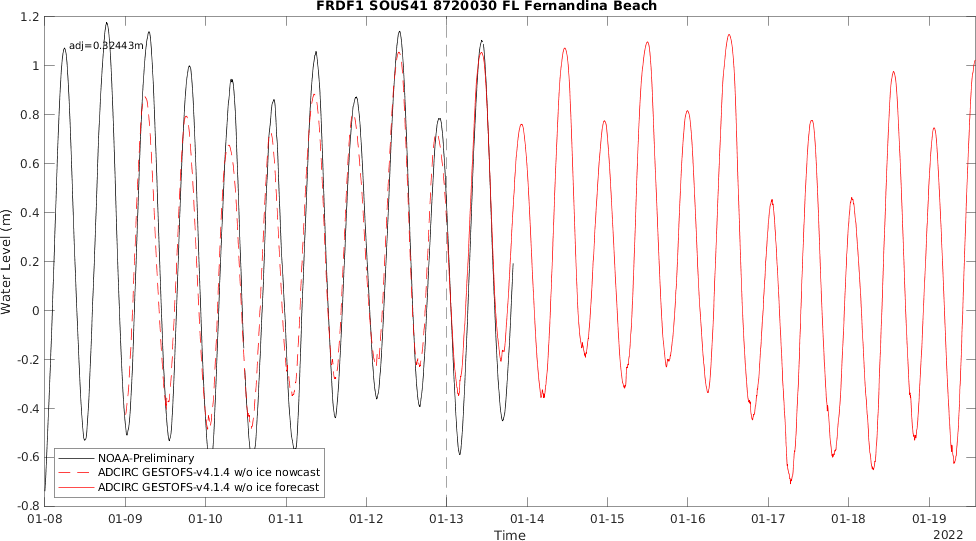 FRDF1 SOUS41 8720030 FL Fernandina Beach
adj=0.32443m
1.2
1
0.8
0.6
0.4
0.2
0
-0.2
-0.4
-0.6
-0.8
Water Level (m)
NOAA-Preliminary
ADCIRC GESTOFS-v4.1.4 w/o ice nowcast
ADCIRC GESTOFS-v4.1.4 w/o ice forecast
01-08 01-09 01-10 01-11 01-12 01-13 01-14 01-15 01-16 01-17 01-18 01-19
Time
2022